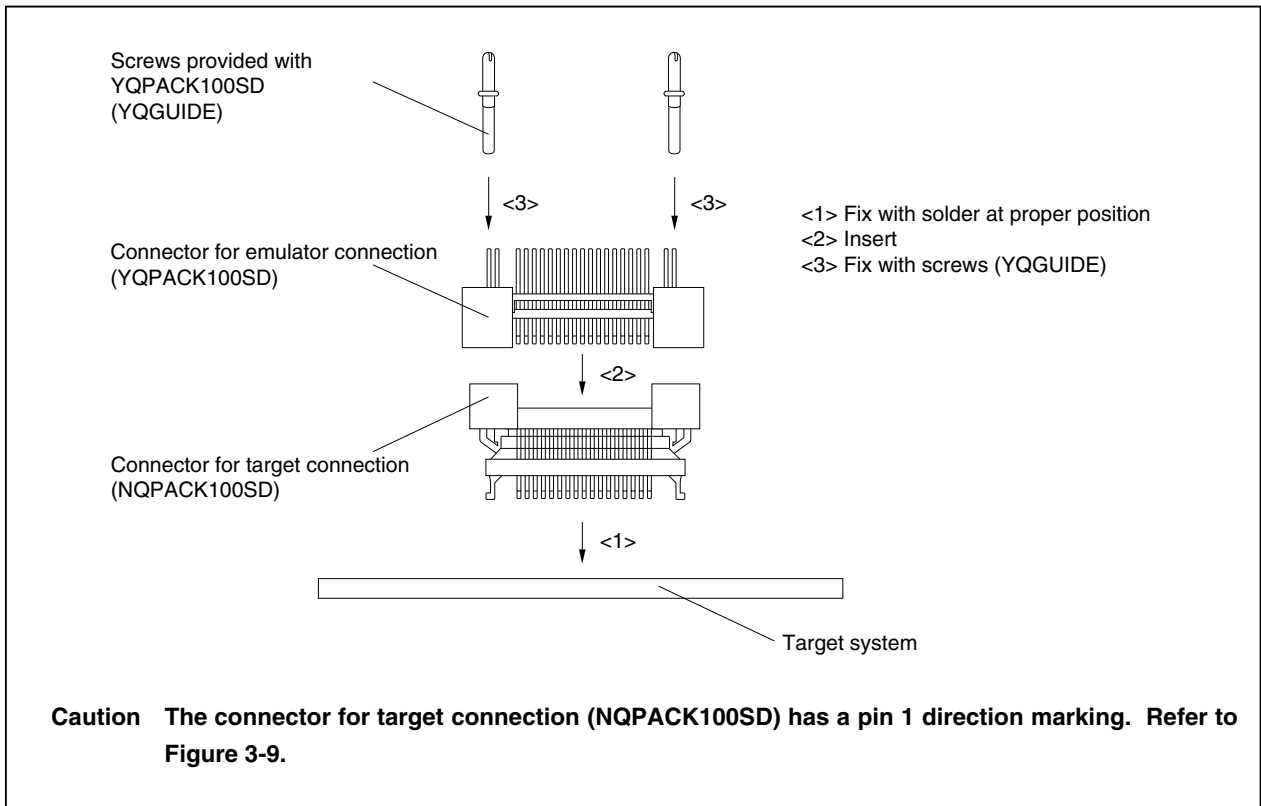 Screws provided with
YQPACK100SD
(YQGUIDE)
<3>
<3>
<1> Fix with solder at proper position
<2> Insert
<3> Fix with screws (YQGUIDE)
Connector for emulator connection
(YQPACK100SD)
<2>
Connector for target connection
(NQPACK100SD)
<1>
Target system
Caution The connector for target connection (NQPACK100SD) has a pin 1 direction marking. Refer to
Figure 3-9.